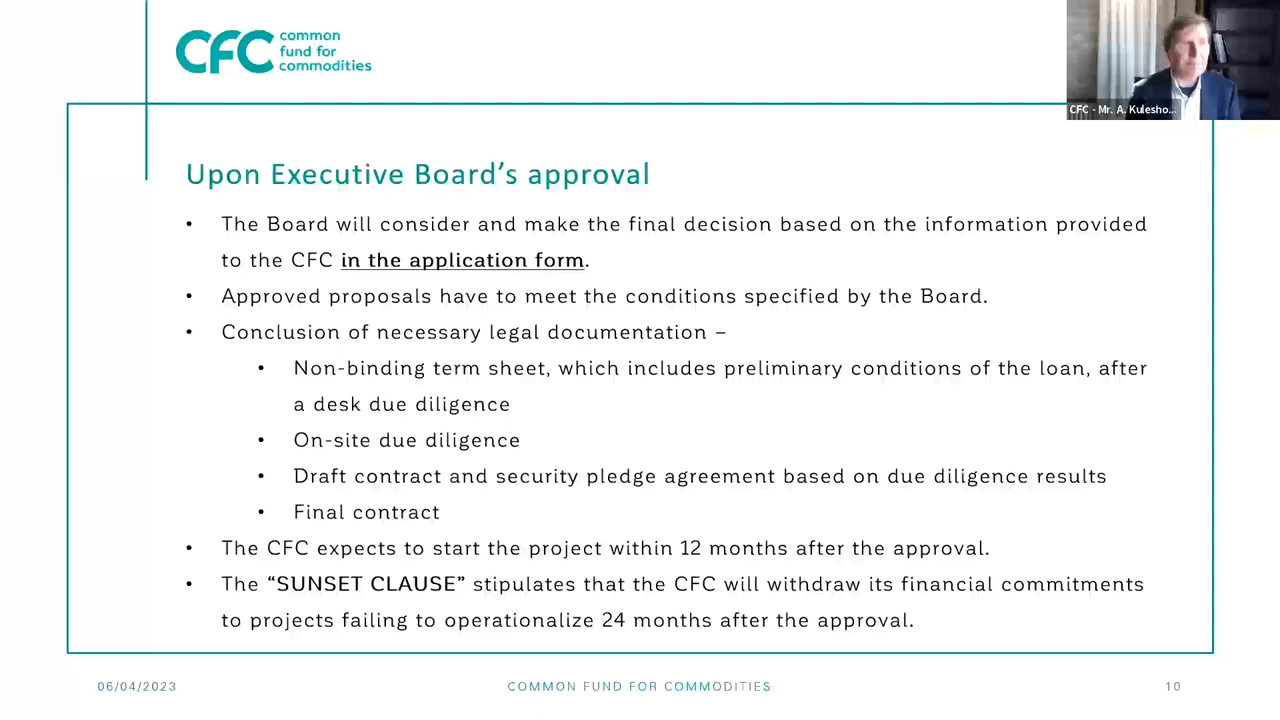 CFC common
fund for
commodities
CFC - Mr. A. Kulesho...
Upon Executive Board’s approval
• The Board will consider and make the final decision based on the information provided
to the CFC in the application form.
• Approved proposals have to meet the conditions specified by the Board.
• Conclusion of necessary legal documentation –
• Non-binding term sheet, which includes preliminary conditions of the loan, after
a desk due diligence
• On-site due diligence
• Draft contract and security pledge agreement based on due diligence results
• Final contract
• The CFC expects to start the project within 12 months after the approval.
• The “SUNSET CLAUSE” stipulates that the CFC will withdraw its financial commitments
to projects failing to operationalize 24 months after the approval.
06/04/2023 COMMON FUND FOR COMMODITIES 10